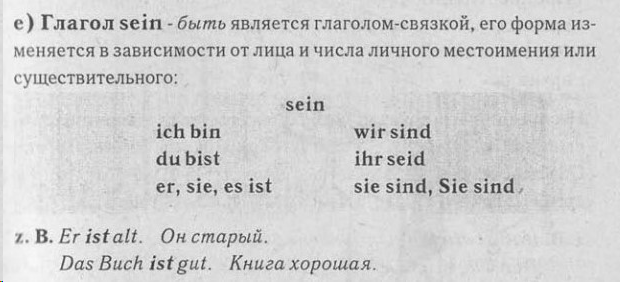 е) Глагол sein - быть является глаголом-связкой, его форма из-
меняется в зависимости от лица и числа личного местоимения или
существительного:
sein
ich bin wir sind
du bist ihr seid
er, sie, es ist sie sind, Sie sind
z. B. Er ist alt. Он старый.
Das Buch ist gut. Книга хорошая.